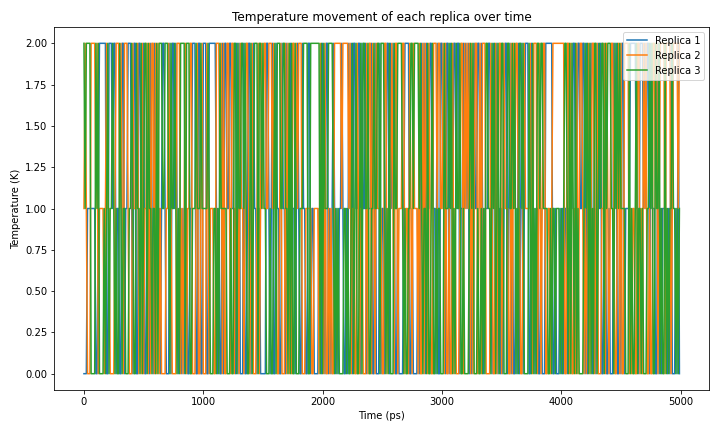 Temperature movement of each replica over time
Replica 1
Replica 2
Replica 3
Temperature (K)
2.00
1.75
1.50
1.25
1.00
0.75
0.50
0.25
0.00
0 1000 2000 3000 4000 5000
Time (ps)